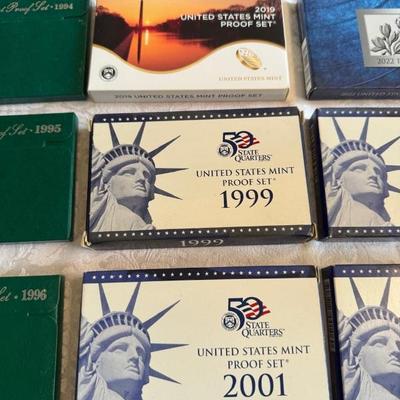 Proof Set - 1994
2019
UNITED STATES MINT
PROOF SET®
UNITED STATES MINT
2019 UNITED STATES MINT PROOF SET
2022
Set - 1995
50
STATE
QUARTERS®
UNITED STATES MINT
PROOF SET®
1999
1999
Set - 1996
50
STATE
QUARTERS®
UNITED STATES MINT
PROOF SET®
2001